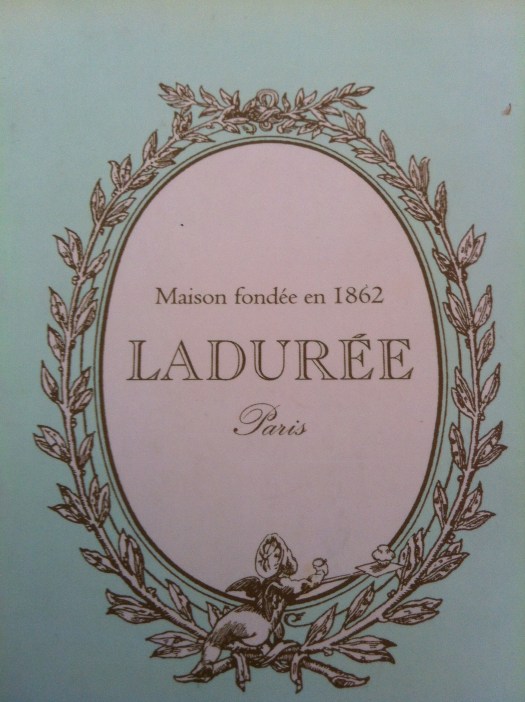 Maison fondée en 1862
LADURÉE
Paris